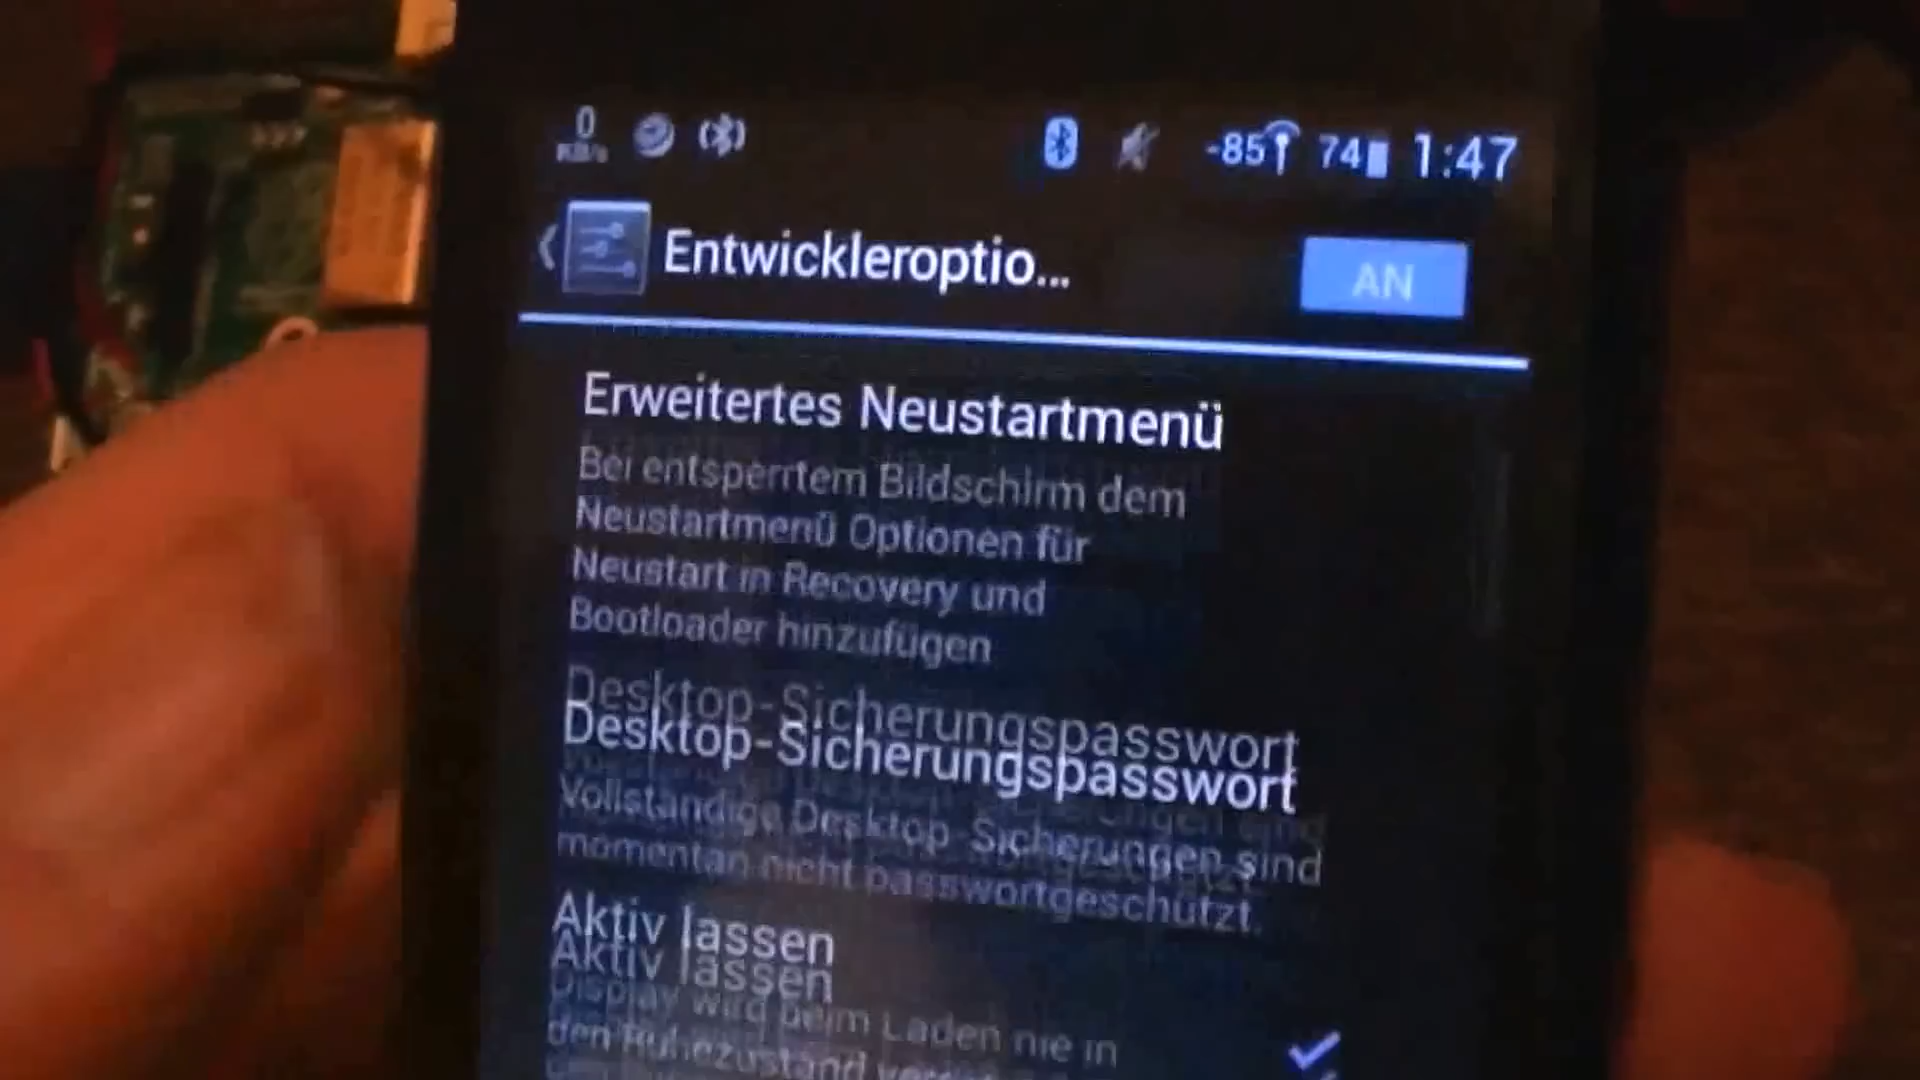 0
KB/s
-85 74 1:47
Entwickleroptio...
AN
Erweitertes Neustartmenü
Bei entsperrtem Bildschirm dem
Neustartmenü Optionen für
Neustart in Recovery und
Bootloader hinzufügen
Desktop-Sicherungspasswort
Vollständige Desktop-Sicherungen sind
momentan nicht passwortgeschützt.
Aktiv lassen
Display wird beim Laden nie in
den Ruhezustand